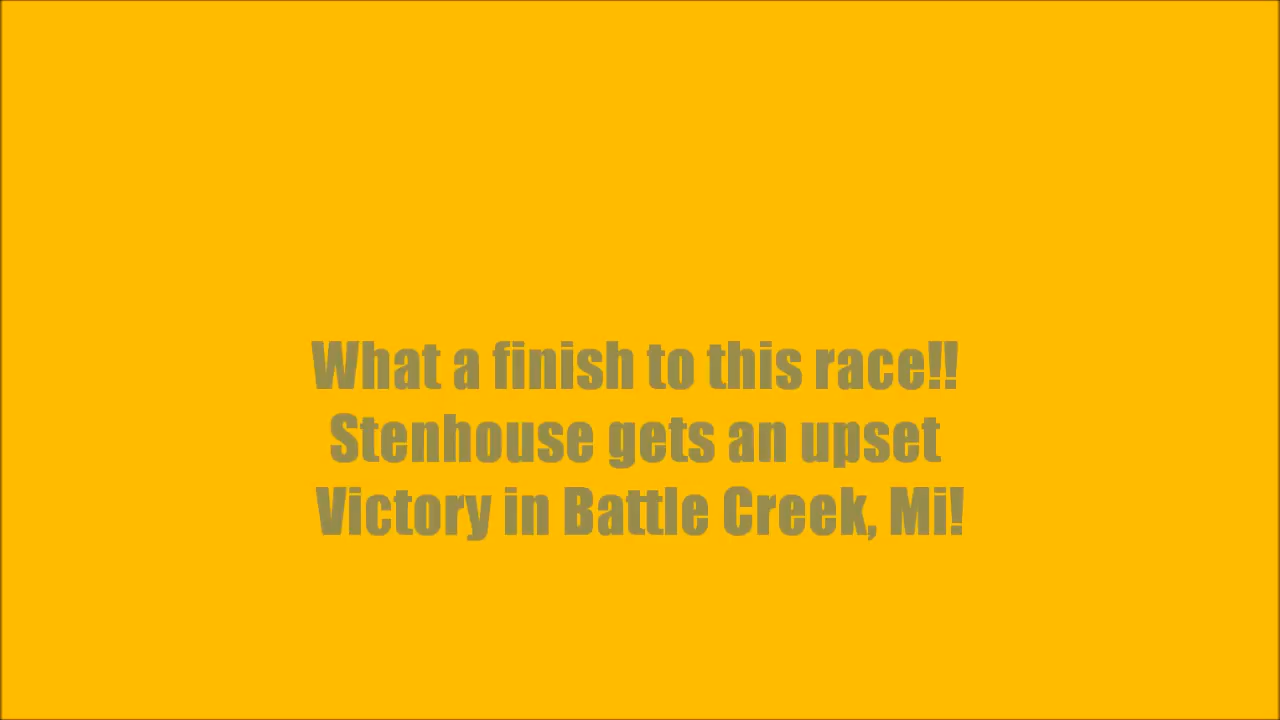 What a finish to this race!!
Stenhouse gets an upset
Victory in Battle Creek, Mi!